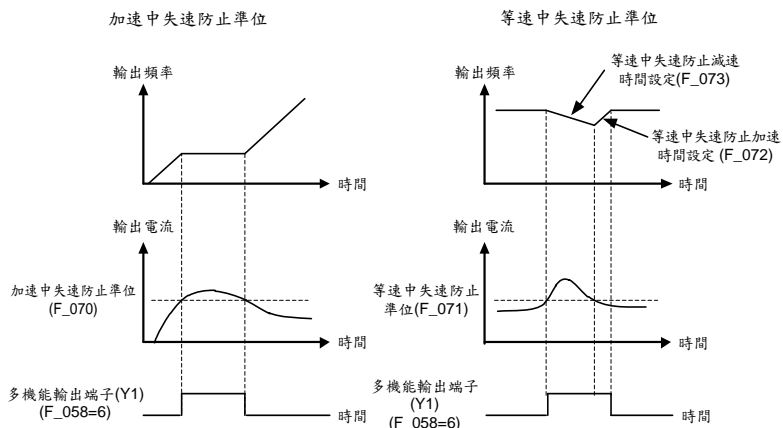 加速中失速防止準位
輸出頻率
時間
輸出電流
加速中失速防止準位
(F_070)
時間
多機能輸出端子(Y1)
(F_058=6)
時間
等速中失速防止準位
輸出頻率
等速中失速防止減速
時間設定(F_073)
等速中失速防止加速
時間設定 (F_072)
時間
輸出電流
等速中失速防止
準位(F_071)
時間
多機能輸出端子
(Y1)
(F_058=6)
時間